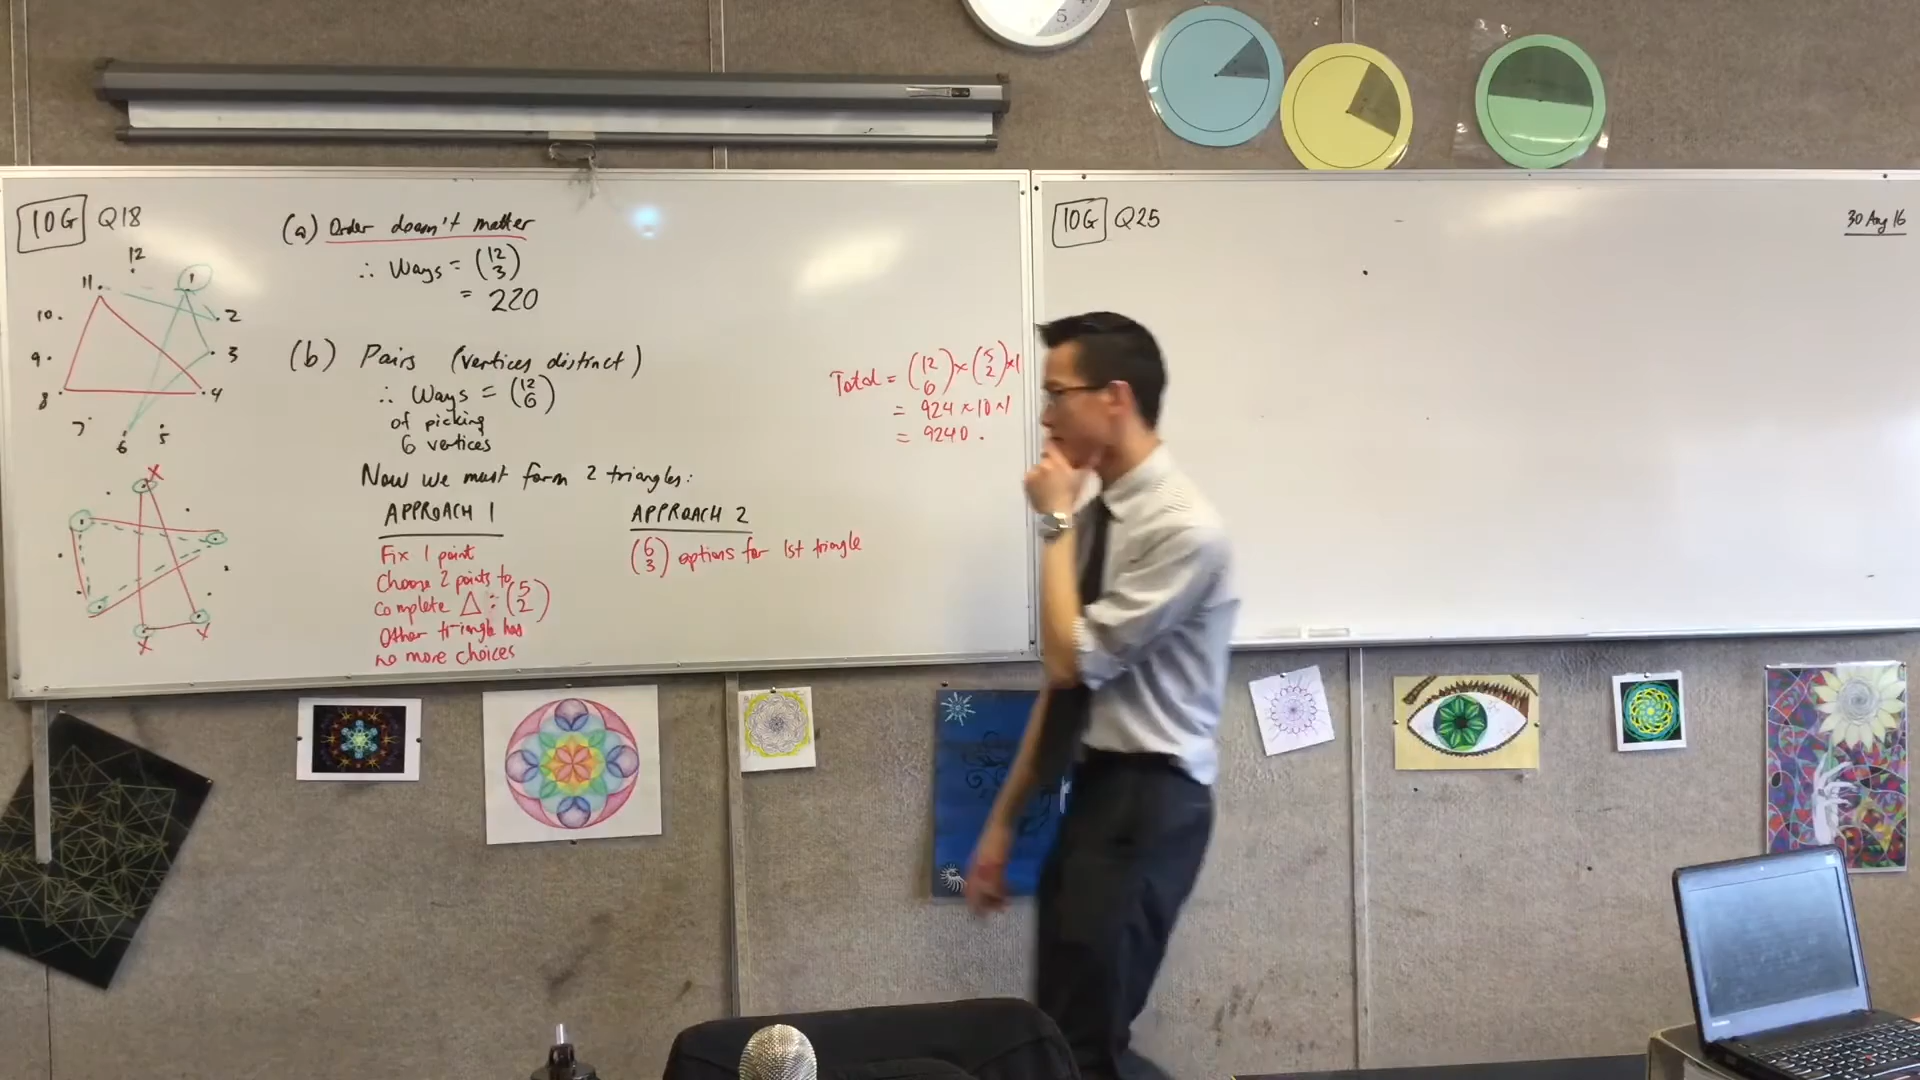 10G Q18
12
11. 1
10. .2
9. .3
8 .4
7
6 5
X
X X
(a) Order doesn't matter
∴ Ways = (12 3)
= 220
(b) Pairs (vertices distinct)
∴ Ways = (12 6)
of picking
6 vertices
Now we must form 2 triangles:
APPROACH 1
Fix 1 point
Choose 2 points to
complete △ : (5 2)
Other triangle has
no more choices
APPROACH 2
(6 3) options for 1st triangle
Total = (12 6) × (5 2) × 1
= 924 × 10 × 1
= 9240.
10G Q25
30 Aug 16
5